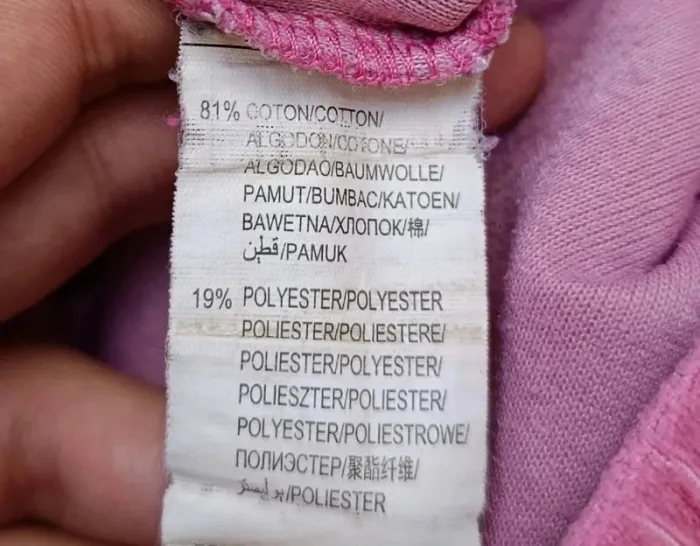 81% COTON/COTTON/
ALGODON/COTONE/
ALGODAO/BAUMWOLLE/
PAMUT/BUMBAC/KATOEN/
BAWEŁNA/ХЛОПОК/棉/
قطن/PAMUK
19% POLYESTER/POLYESTER
POLIESTER/POLIESTERE/
POLIESTER/POLYESTER/
POLIESZTER/POLIESTER/
POLYESTER/POLIESTROWE/
ПОЛИЭСТЕР/聚酯纤维/
/POLIESTER